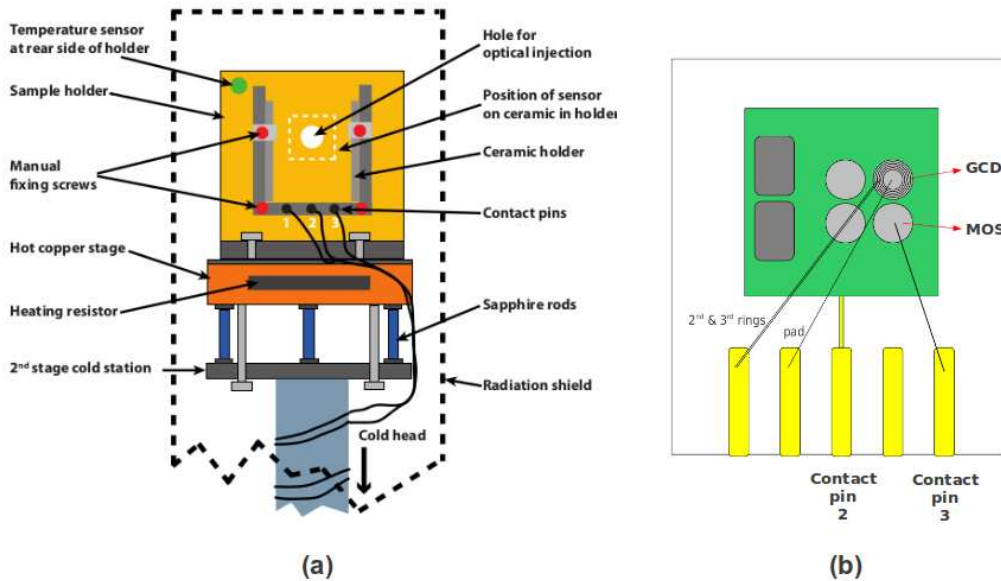 Temperature sensor
at rear side of holder
Sample holder
Manual
fixing screws
Hot copper stage
Heating resistor
2nd stage cold station
Hole for
optical injection
Position of sensor
on ceramic in holder
Ceramic holder
Contact pins
1 2 3
Sapphire rods
Radiation shield
Cold head
(a)
GCD
MOS
2nd & 3rd rings
pad
Contact
pin
2
Contact
pin
3
(b)